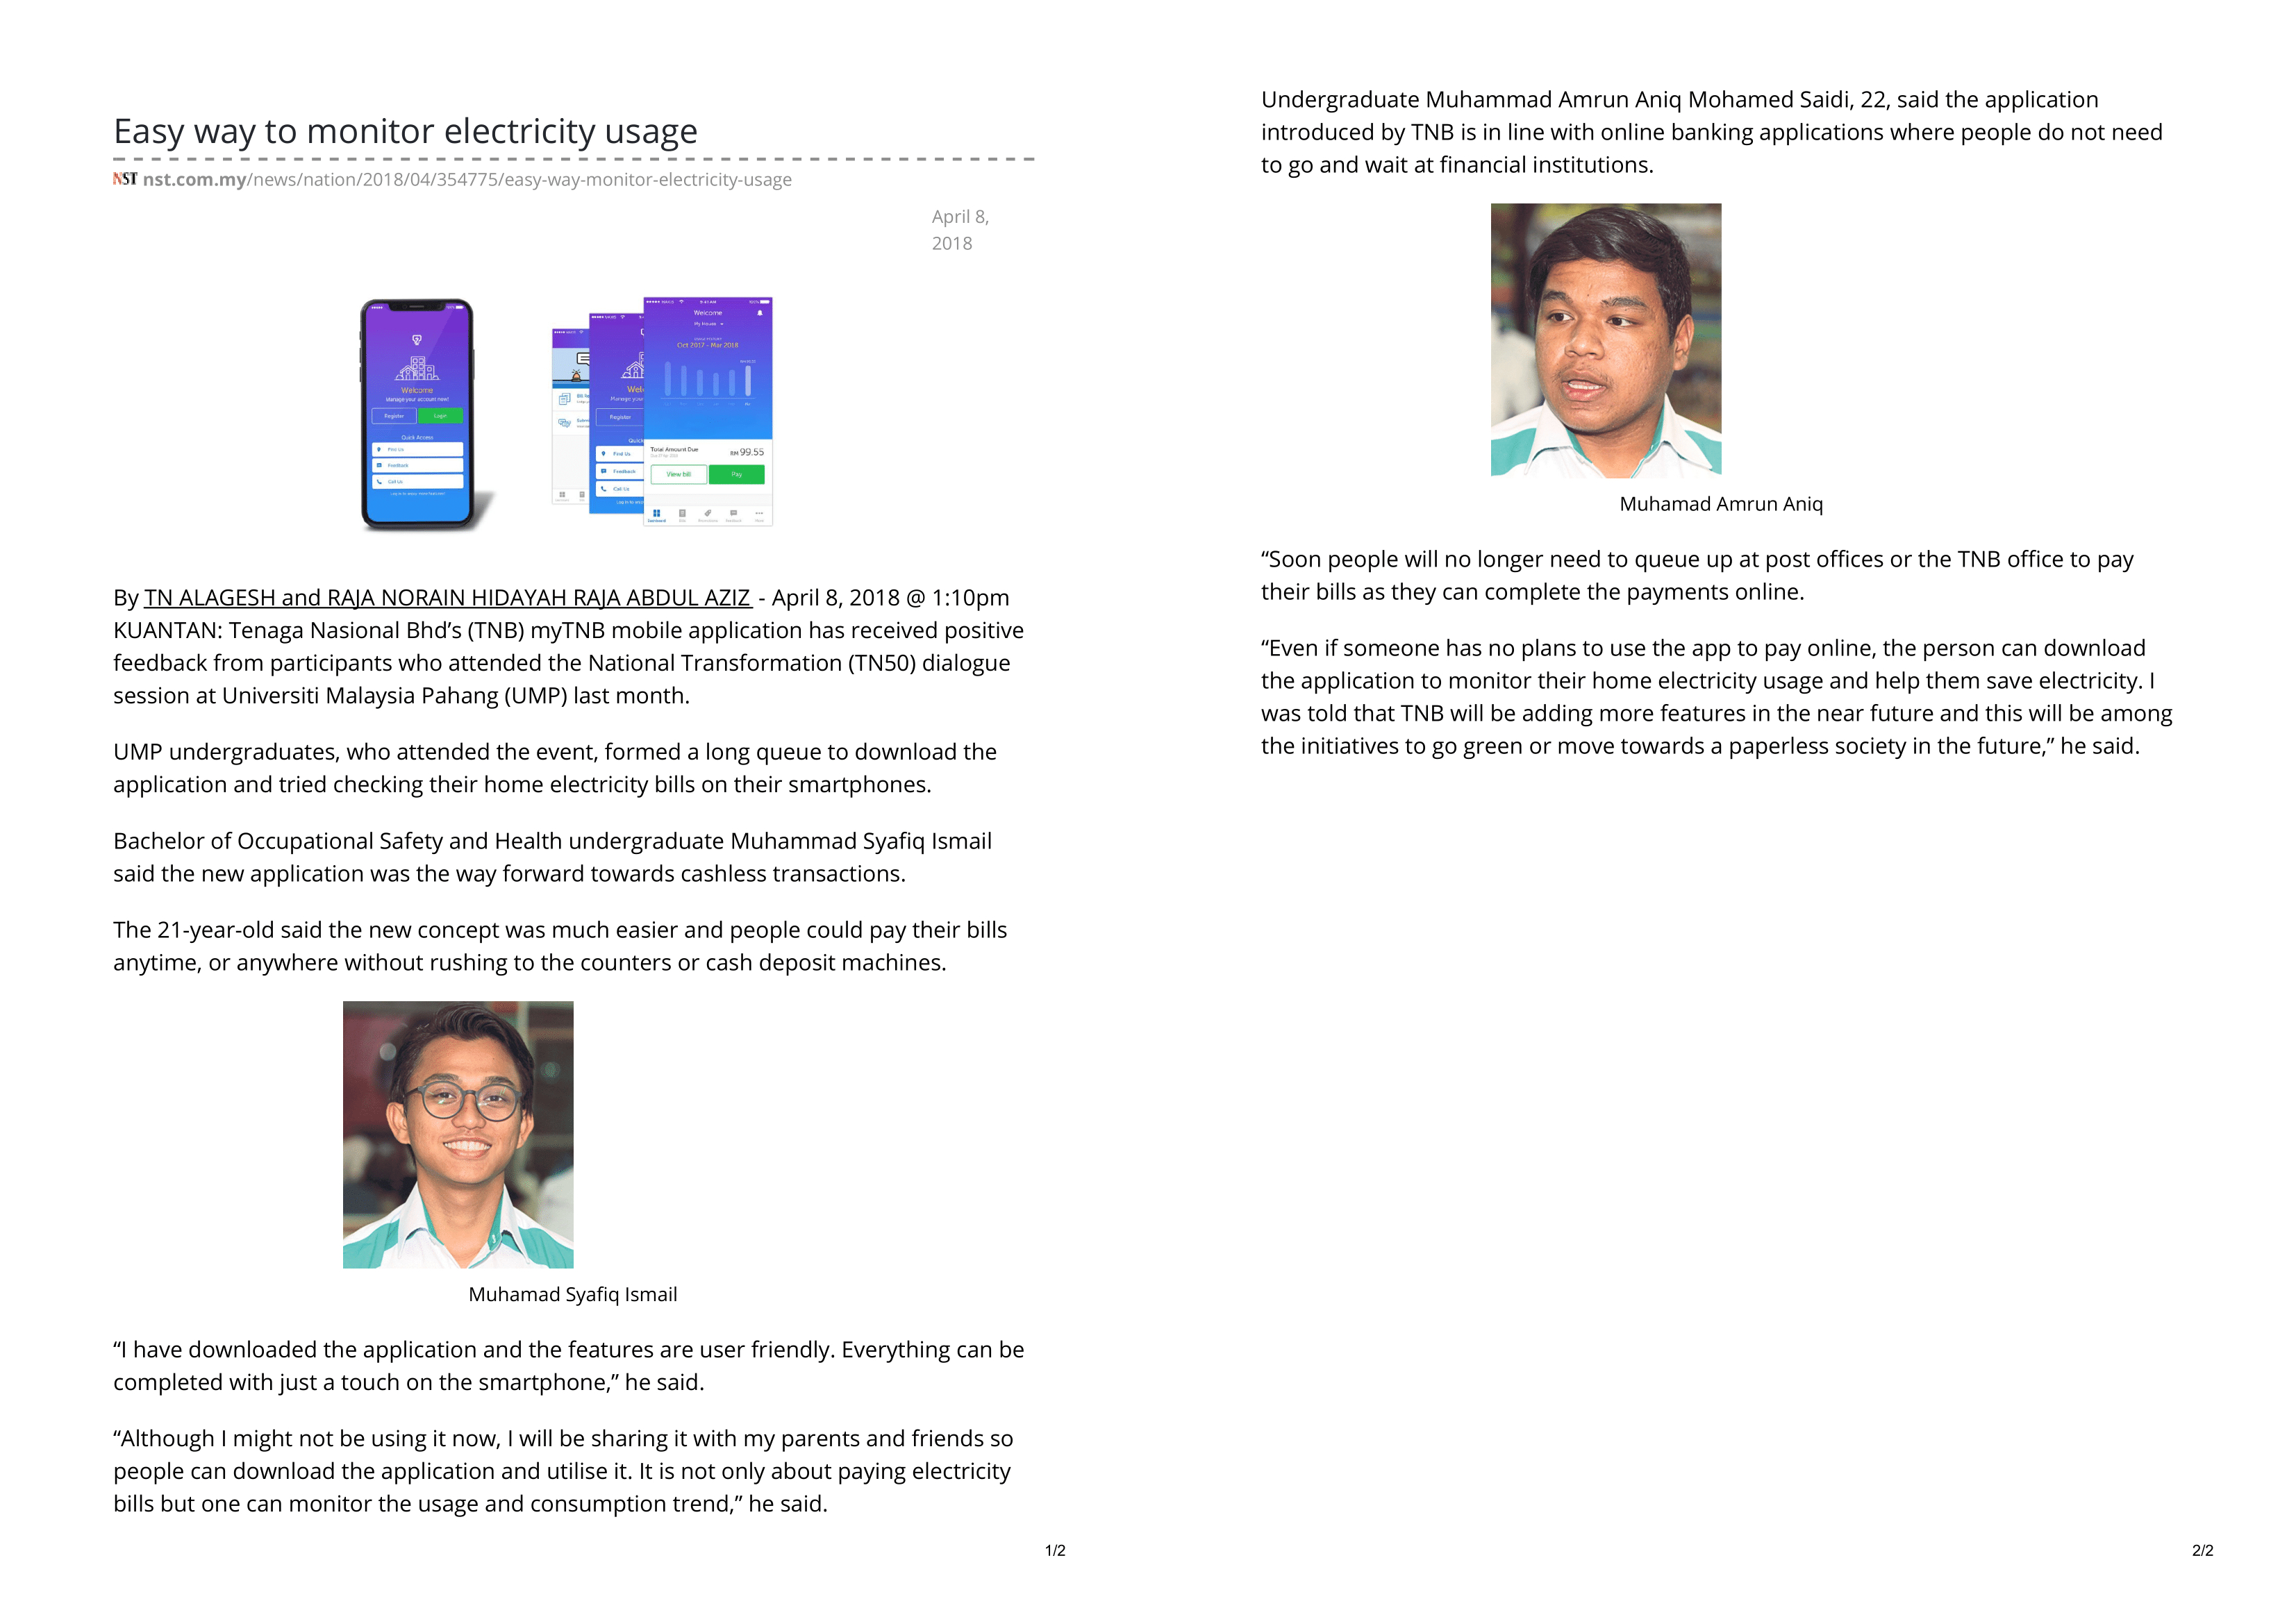 Easy way to monitor electricity usage
NST nst.com.my/news/nation/2018/04/354775/easy-way-monitor-electricity-usage
April 8,
2018
Welcome
Manage your account now!
Register
Login
Quick Access
Find Us
Feedback
Call Us
Register
Quick
Find Us
Feedback
Call Us
9:41 AM
Welcome
My House
Oct 2017 - Mar 2018
Total Amount Due
RM 99.55
View bill
Pay
Dashboard
By TN ALAGESH and RAJA NORAIN HIDAYAH RAJA ABDUL AZIZ - April 8, 2018 @ 1:10pm
KUANTAN: Tenaga Nasional Bhd’s (TNB) myTNB mobile application has received positive
feedback from participants who attended the National Transformation (TN50) dialogue
session at Universiti Malaysia Pahang (UMP) last month.
UMP undergraduates, who attended the event, formed a long queue to download the
application and tried checking their home electricity bills on their smartphones.
Bachelor of Occupational Safety and Health undergraduate Muhammad Syafiq Ismail
said the new application was the way forward towards cashless transactions.
The 21-year-old said the new concept was much easier and people could pay their bills
anytime, or anywhere without rushing to the counters or cash deposit machines.
Muhamad Syafiq Ismail
“I have downloaded the application and the features are user friendly. Everything can be
completed with just a touch on the smartphone,” he said.
“Although I might not be using it now, I will be sharing it with my parents and friends so
people can download the application and utilise it. It is not only about paying electricity
bills but one can monitor the usage and consumption trend,” he said.
1/2
Undergraduate Muhammad Amrun Aniq Mohamed Saidi, 22, said the application
introduced by TNB is in line with online banking applications where people do not need
to go and wait at financial institutions.
Muhamad Amrun Aniq
“Soon people will no longer need to queue up at post offices or the TNB office to pay
their bills as they can complete the payments online.
“Even if someone has no plans to use the app to pay online, the person can download
the application to monitor their home electricity usage and help them save electricity. I
was told that TNB will be adding more features in the near future and this will be among
the initiatives to go green or move towards a paperless society in the future,” he said.
2/2